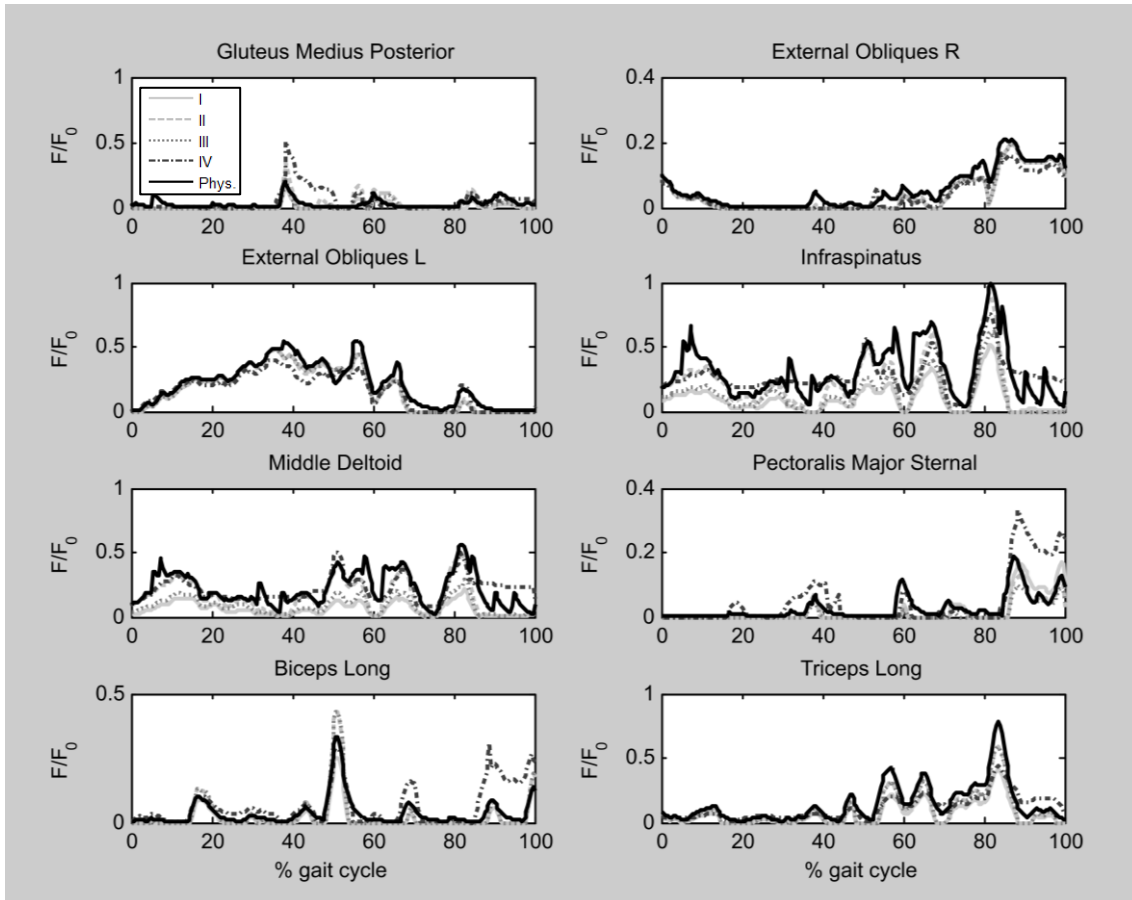 Gluteus Medius Posterior
External Obliques R
1
0.5
0
F/F0
I
II
III
IV
Phys.
0 20 40 60 80 100
0.4
0.2
0
F/F0
0 20 40 60 80 100
External Obliques L
Infraspinatus
1
0.5
0
F/F0
0 20 40 60 80 100
1
0.5
0
F/F0
0 20 40 60 80 100
Middle Deltoid
Pectoralis Major Sternal
1
0.5
0
F/F0
0 20 40 60 80 100
0.4
0.2
0
F/F0
0 20 40 60 80 100
Biceps Long
Triceps Long
0.5
0
F/F0
0 20 40 60 80 100
% gait cycle
1
0.5
0
F/F0
0 20 40 60 80 100
% gait cycle